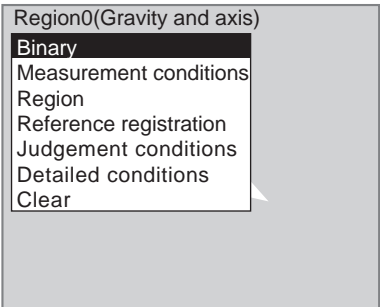 Region0(Gravity and axis)
Binary
Measurement conditions
Region
Reference registration
Judgement conditions
Detailed conditions
Clear